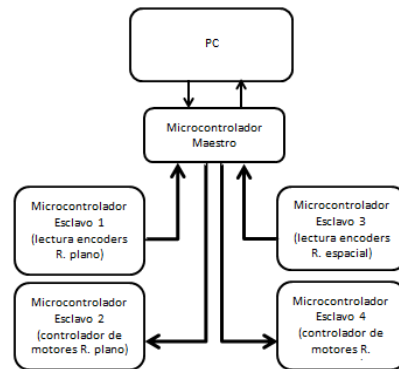 PC
Microcontrolador
Maestro
Microcontrolador
Esclavo 1
(lectura encoders
R. plano)
Microcontrolador
Esclavo 3
(lectura encoders
R. espacial)
Microcontrolador
Esclavo 2
(controlador de
motores R. plano)
Microcontrolador
Esclavo 4
(controlador de
motores R.